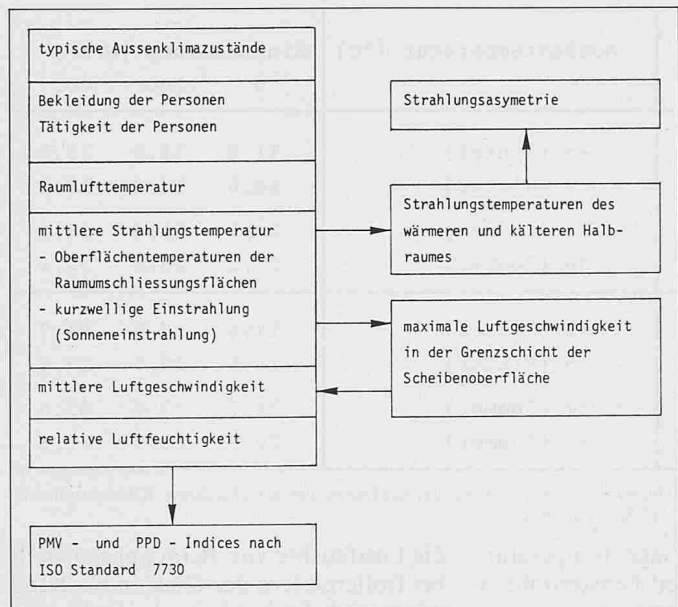 typische Aussenklimazustände
Bekleidung der Personen
Tätigkeit der Personen
Raumlufttemperatur
mittlere Strahlungstemperatur
- Oberflächentemperaturen der
Raumumschliessungsflächen
- kurzwellige Einstrahlung
(Sonneneinstrahlung)
mittlere Luftgeschwindigkeit
relative Luftfeuchtigkeit
PMV - und PPD - Indices nach
ISO Standard 7730
Strahlungsasymetrie
Strahlungstemperaturen des
wärmeren und kälteren Halb-
raumes
maximale Luftgeschwindigkeit
in der Grenzschicht der
Scheibenoberfläche